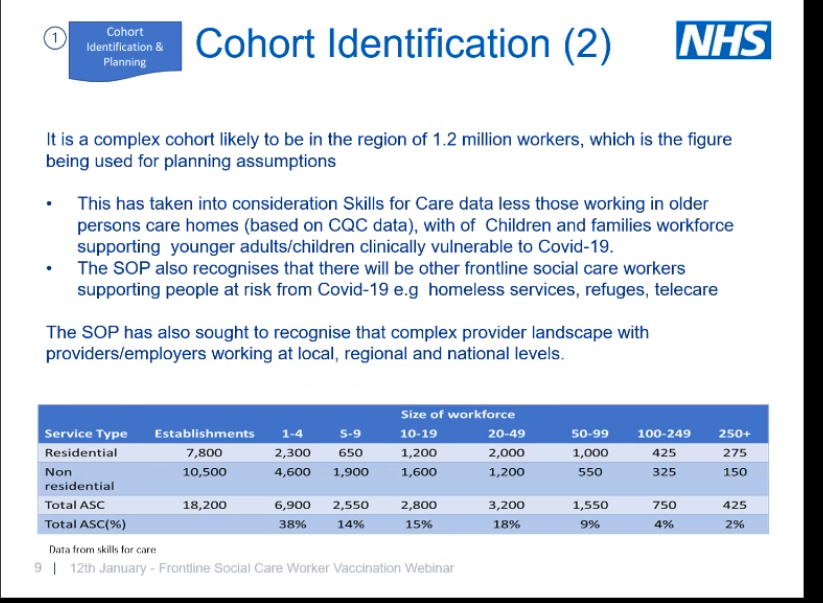 1
Cohort
Identification &
Planning
Cohort Identification (2)
NHS
It is a complex cohort likely to be in the region of 1.2 million workers, which is the figure
being used for planning assumptions
• This has taken into consideration Skills for Care data less those working in older
persons care homes (based on CQC data), with of Children and families workforce
supporting younger adults/children clinically vulnerable to Covid-19.
• The SOP also recognises that there will be other frontline social care workers
supporting people at risk from Covid-19 e.g homeless services, refuges, telecare
The SOP has also sought to recognise that complex provider landscape with
providers/employers working at local, regional and national levels.
Size of workforce
Service Type Establishments 1-4 5-9 10-19 20-49 50-99 100-249 250+
Residential 7,800 2,300 650 1,200 2,000 1,000 425 275
Non 10,500 4,600 1,900 1,600 1,200 550 325 150
residential
Total ASC 18,200 6,900 2,550 2,800 3,200 1,550 750 425
Total ASC(%) 38% 14% 15% 18% 9% 4% 2%
Data from skills for care
9 | 12th January - Frontline Social Care Worker Vaccination Webinar